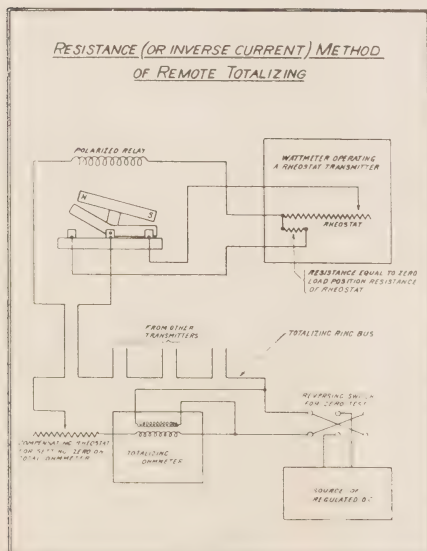 RESISTANCE (OR INVERSE CURRENT) METHOD
OF REMOTE TOTALIZING
POLARIZED RELAY
WATTMETER OPERATING
A RHEOSTAT TRANSMITTER
N
S
RHEOSTAT
RESISTANCE EQUAL TO ZERO
LOAD POSITION RESISTANCE
OF RHEOSTAT
FROM OTHER
TRANSMITTERS
TOTALIZING RING BUS
REVERSING SWITCH
FOR ZERO TEST
COMPENSATING RHEOSTAT
FOR SETTING ZERO ON
TOTAL OHMMETER
TOTALIZING
OHMMETER
SOURCE OF
REGULATED DC